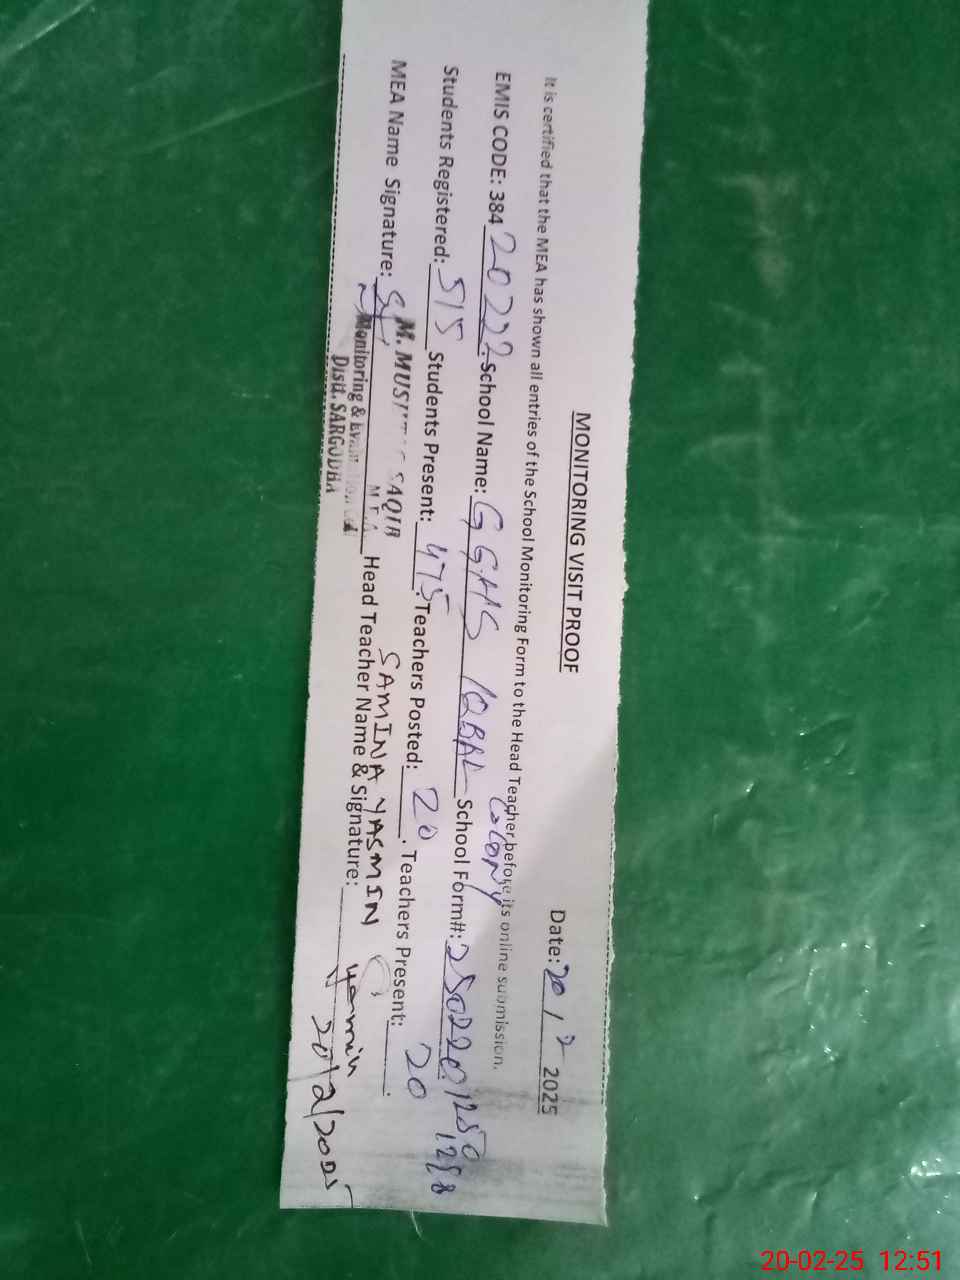 MONITORING VISIT PROOF
Date: 20 / 2 2025
It is certified that the MEA has shown all entries of the School Monitoring Form to the Head Teacher before its online submission.
EMIS CODE: 384 20222. School Name: GGHS IQBAL COLONY School Form#: 2502201250
1258
Students Registered: 515 Students Present: 475. Teachers Posted: 20. Teachers Present: 20.
M. SAQIB SAMINA YASMIN
MEA Name Signature: Head Teacher Name & Signature: Yasmin
Monitoring &
Distt. SARGODHA
20/2/2025
20-02-25 12:51